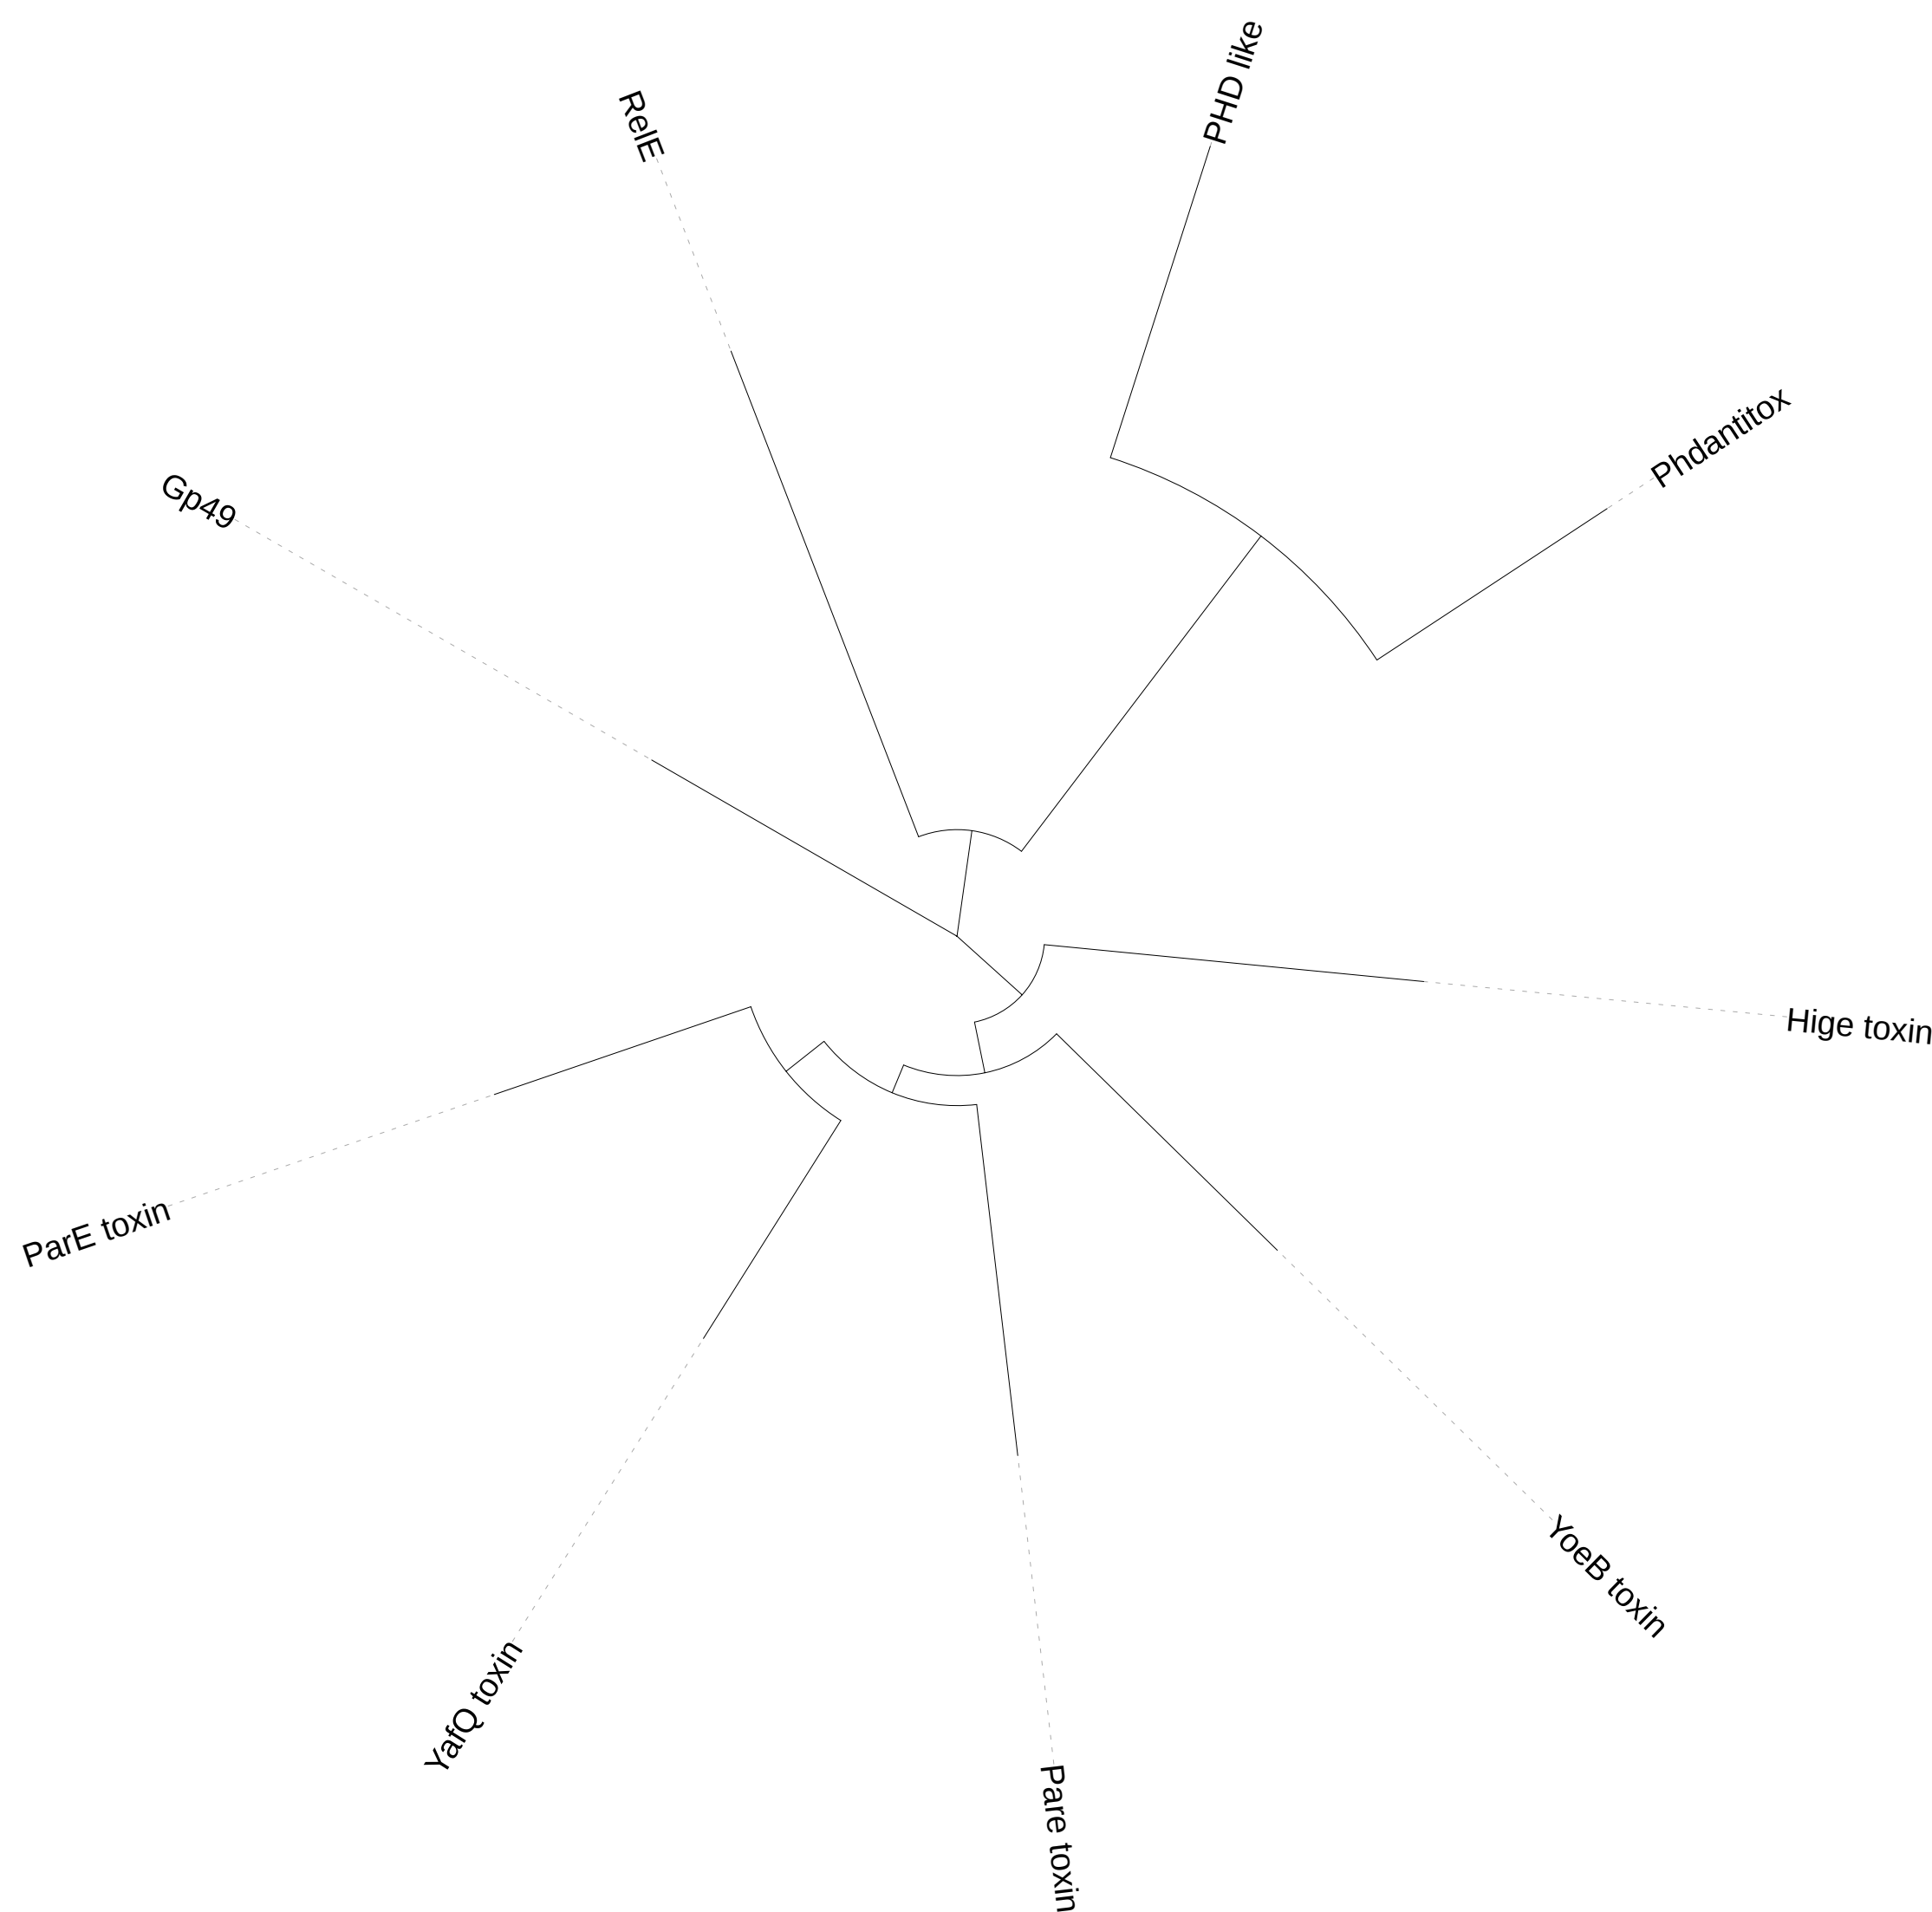 PHD like
RelE
Phdantitox
Gp49
Hige toxin
ParE toxin
YoeB toxin
YafQ toxin
Pare toxin